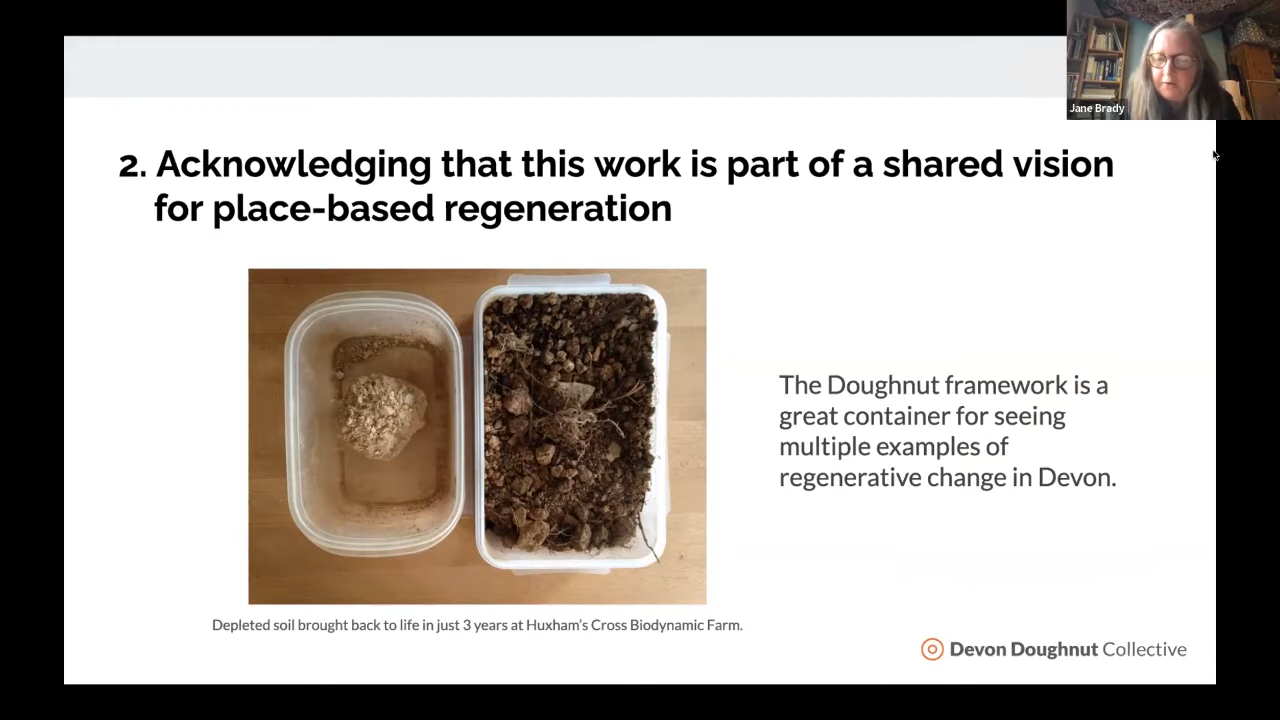 Jane Brady
2. Acknowledging that this work is part of a shared vision
for place-based regeneration
The Doughnut framework is a
great container for seeing
multiple examples of
regenerative change in Devon.
Depleted soil brought back to life in just 3 years at Huxham's Cross Biodynamic Farm.
Devon Doughnut Collective